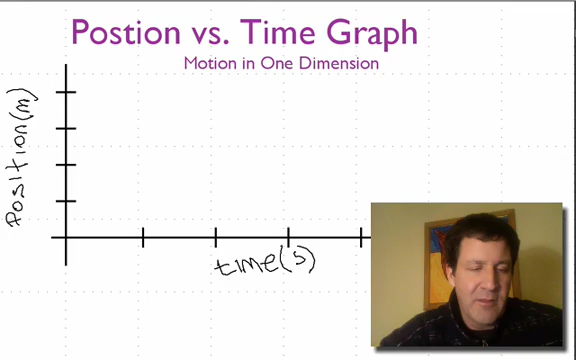 Postion vs. Time Graph
Motion in One Dimension
Position(m)
time(s)